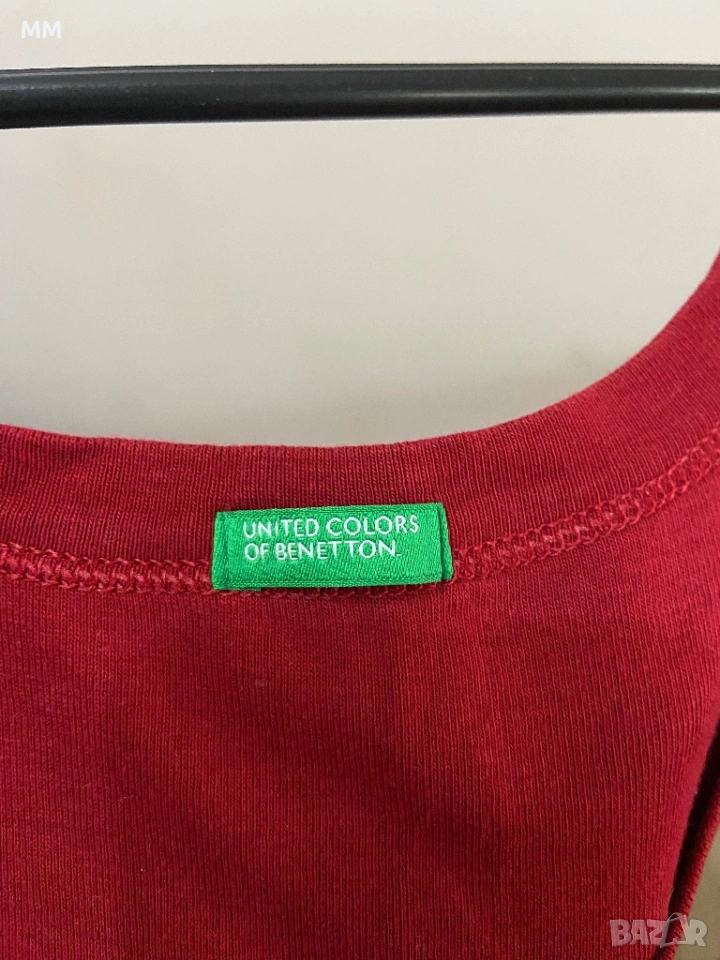 MM
UNITED COLORS
OF BENETTON.
BAZAR